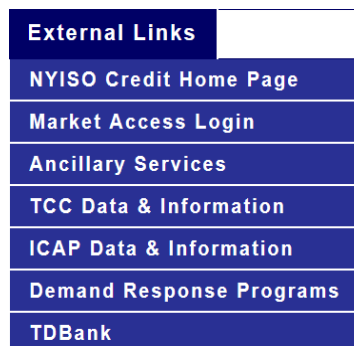 External Links
NYISO Credit Home Page
Market Access Login
Ancillary Services
TCC Data & Information
ICAP Data & Information
Demand Response Programs
TDBank